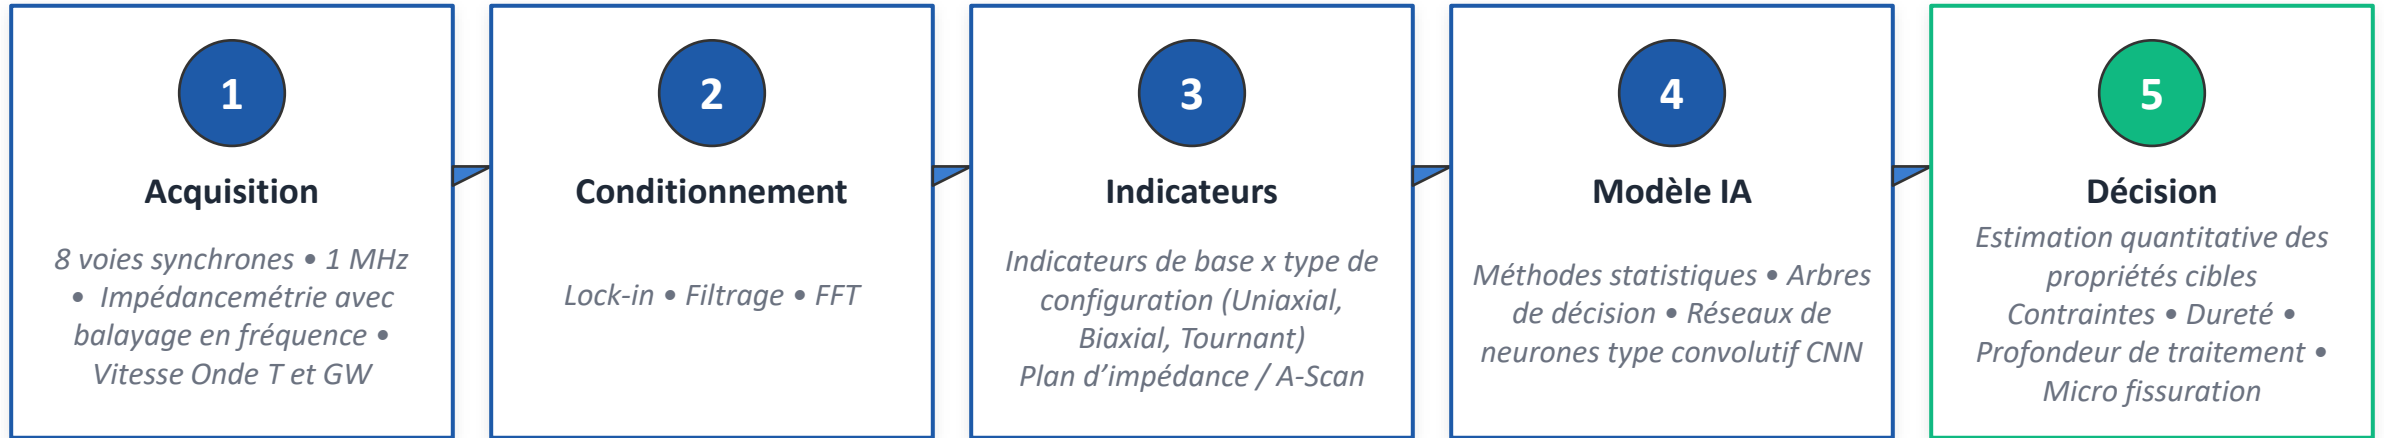 1
Acquisition
8 voies synchrones • 1 MHz
• Impédancemétrie avec
balayage en fréquence •
Vitesse Onde T et GW
2
Conditionnement
Lock-in • Filtrage • FFT
3
Indicateurs
Indicateurs de base x type de
configuration (Uniaxial,
Biaxial, Tournant)
Plan d’impédance / A-Scan
4
Modèle IA
Méthodes statistiques • Arbres
de décision • Réseaux de
neurones type convolutif CNN
5
Décision
Estimation quantitative des
propriétés cibles
Contraintes • Dureté •
Profondeur de traitement •
Micro fissuration